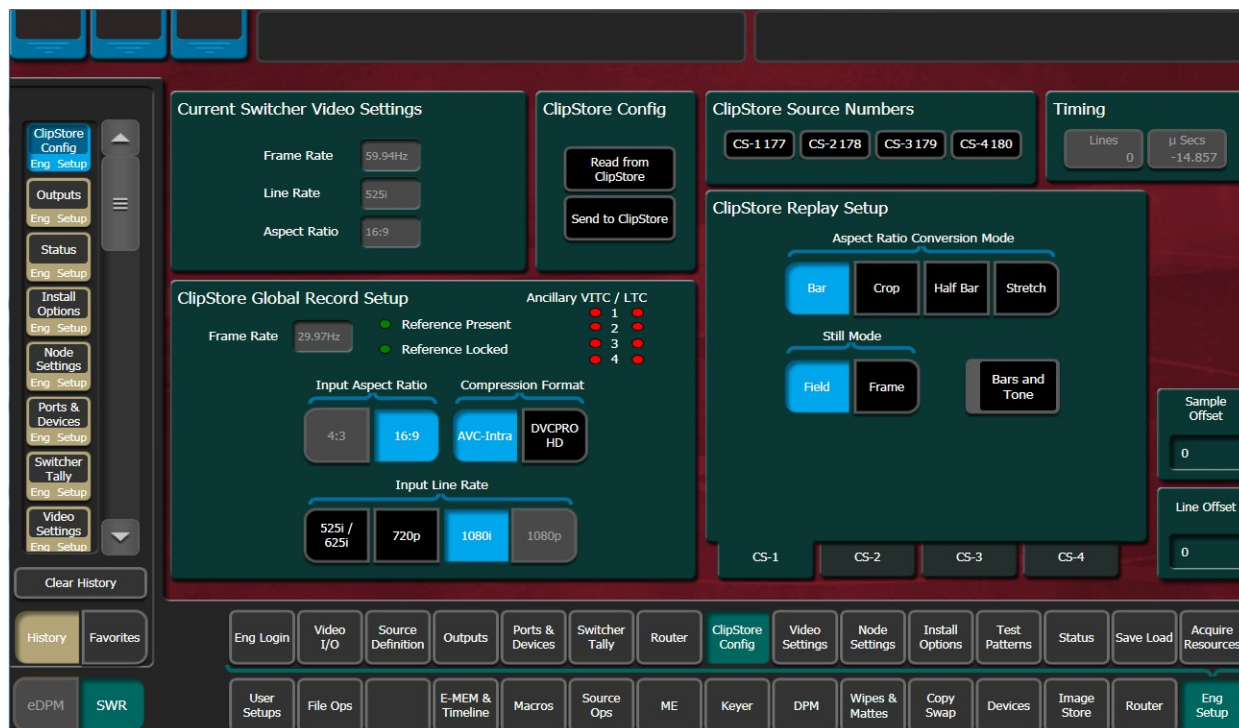 ClipStore Config
Eng Setup
Outputs
Eng Setup
Status
Eng Setup
Install Options
Eng Setup
Node Settings
Eng Setup
Ports & Devices
Eng Setup
Switcher Tally
Eng Setup
Video Settings
Eng Setup
Clear History
History
Favorites
eDPM
SWR
Current Switcher Video Settings
Frame Rate
59.94Hz
Line Rate
525i
Aspect Ratio
16:9
ClipStore Config
Read from ClipStore
Send to ClipStore
ClipStore Source Numbers
CS-1 177
CS-2 178
CS-3 179
CS-4 180
Timing
Lines
0
µ Secs
-14.857
ClipStore Global Record Setup
Frame Rate
29.97Hz
Reference Present
Reference Locked
Ancillary VITC / LTC
1
2
3
4
Input Aspect Ratio
4:3
16:9
Compression Format
AVC-Intra
DVCPRO HD
Input Line Rate
525i / 625i
720p
1080i
1080p
ClipStore Replay Setup
Aspect Ratio Conversion Mode
Bar
Crop
Half Bar
Stretch
Still Mode
Field
Frame
Bars and Tone
CS-1
CS-2
CS-3
CS-4
Sample Offset
0
Line Offset
0
Eng Login
Video I/O
Source Definition
Outputs
Ports & Devices
Switcher Tally
Router
ClipStore Config
Video Settings
Node Settings
Install Options
Test Patterns
Status
Save Load
Acquire Resources
User Setups
File Ops
E-MEM & Timeline
Macros
Source Ops
ME
Keyer
DPM
Wipes & Mattes
Copy Swap
Devices
Image Store
Router
Eng Setup